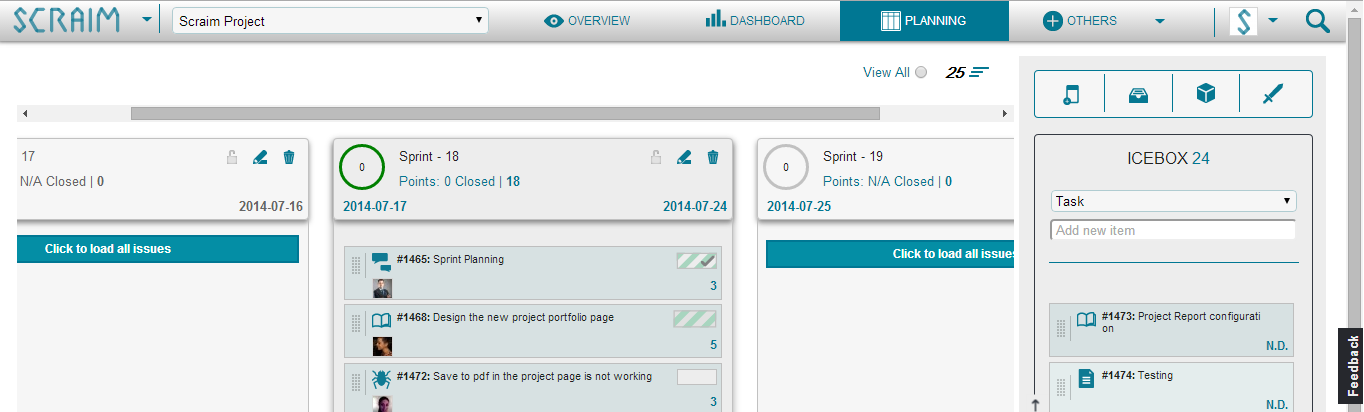 SCRAIM
Scraim Project
OVERVIEW
DASHBOARD
PLANNING
OTHERS
View All
25
17
N/A Closed | 0
2014-07-16
Click to load all issues
0
Sprint - 18
Points: 0 Closed | 18
2014-07-17
2014-07-24
#1465: Sprint Planning
3
#1468: Design the new project portfolio page
5
#1472: Save to pdf in the project page is not working
3
0
Sprint - 19
Points: N/A Closed | 0
2014-07-25
Click to load all issues
ICEBOX 24
Task
Add new item
#1473: Project Report configurati
on
N.D.
#1474: Testing
N.D.
Feedback